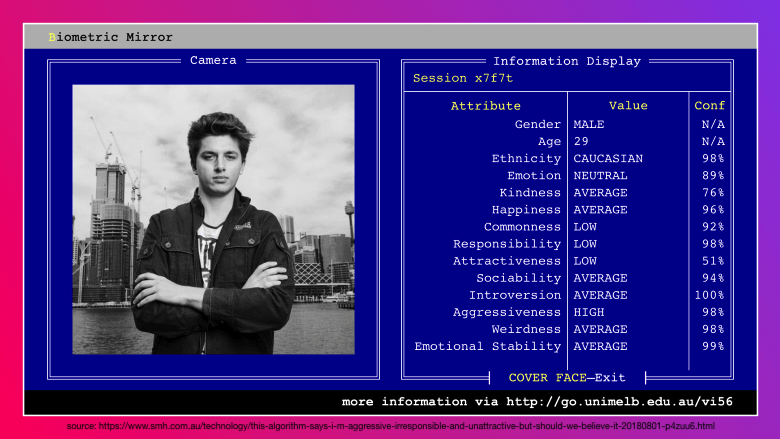 Biometric Mirror
Camera
Information Display
Session x7f7t
Attribute Value Conf
Gender MALE N/A
Age 29 N/A
Ethnicity CAUCASIAN 98%
Emotion NEUTRAL 89%
Kindness AVERAGE 76%
Happiness AVERAGE 96%
Commonness LOW 92%
Responsibility LOW 98%
Attractiveness LOW 51%
Sociability AVERAGE 94%
Introversion AVERAGE 100%
Aggressiveness HIGH 98%
Weirdness AVERAGE 98%
Emotional Stability AVERAGE 99%
COVER FACE—Exit
more information via http://go.unimelb.edu.au/vi56
source: https://www.smh.com.au/technology/this-algorithm-says-i-m-aggressive-irresponsible-and-unattractive-but-should-we-believe-it-20180801-p4zuu6.html